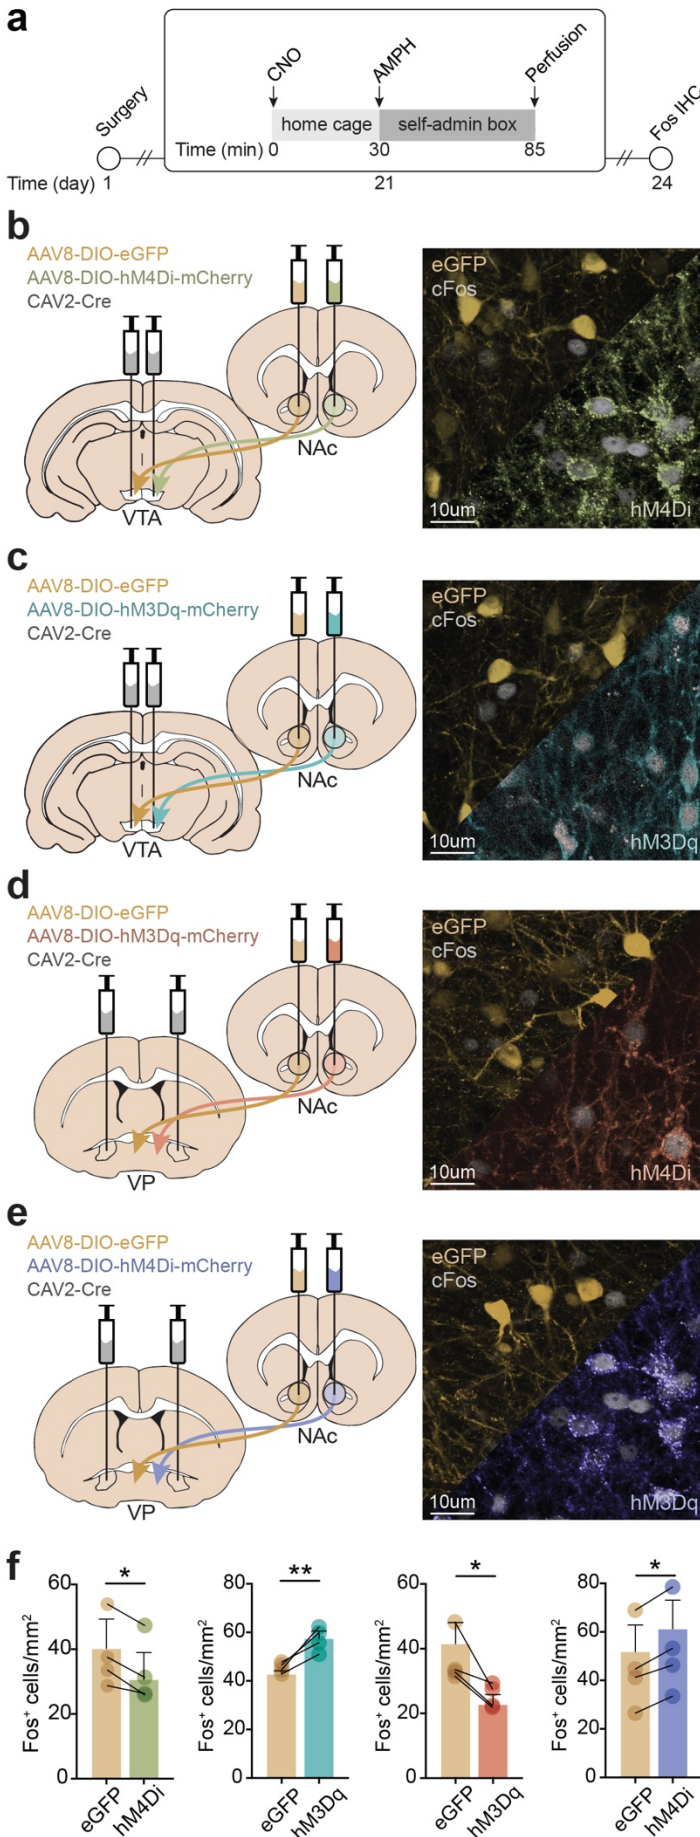 a
Surgery
CNO
AMPH
Perfusion
Fos IHC
home cage
self-admin box
Time (min) 0 30 85
Time (day) 1 21 24
b
AAV8-DIO-eGFP
AAV8-DIO-hM4Di-mCherry
CAV2-Cre
NAc
VTA
eGFP
cFos
10um
hM4Di
c
AAV8-DIO-eGFP
AAV8-DIO-hM3Dq-mCherry
CAV2-Cre
NAc
VTA
eGFP
cFos
10um
hM3Dq
d
AAV8-DIO-eGFP
AAV8-DIO-hM3Dq-mCherry
CAV2-Cre
NAc
VP
eGFP
cFos
10um
hM4Di
e
AAV8-DIO-eGFP
AAV8-DIO-hM4Di-mCherry
CAV2-Cre
NAc
VP
eGFP
cFos
10um
hM3Dq
f
Fos⁺ cells/mm²
60
40
20
0
*
eGFP
hM4Di
Fos⁺ cells/mm²
80
60
40
20
0
**
eGFP
hM3Dq
Fos⁺ cells/mm²
60
40
20
0
*
eGFP
hM3Dq
Fos⁺ cells/mm²
80
60
40
20
0
*
eGFP
hM4Di